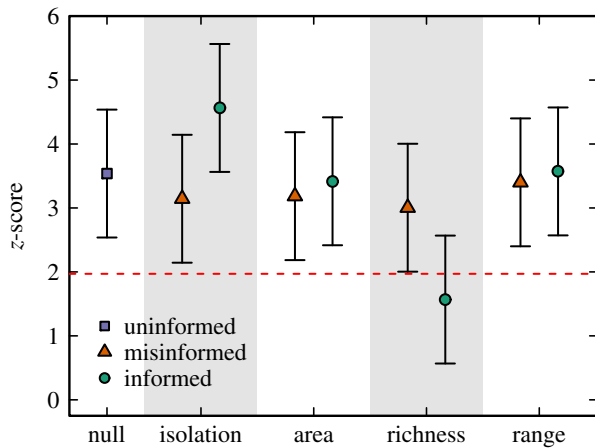 6
5
4
3
2
1
0
z-score
uninformed
misinformed
informed
null isolation area richness range